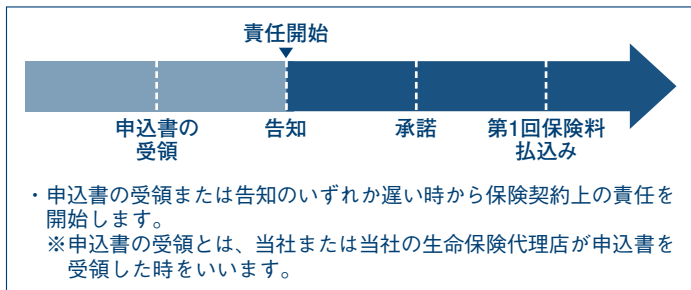 責任開始
申込書の
受領
告知
承諾
第1回保険料
払込み
・申込書の受領または告知のいずれか遅い時から保険契約上の責任を
開始します。
※申込書の受領とは、当社または当社の生命保険代理店が申込書を
受領した時をいいます。